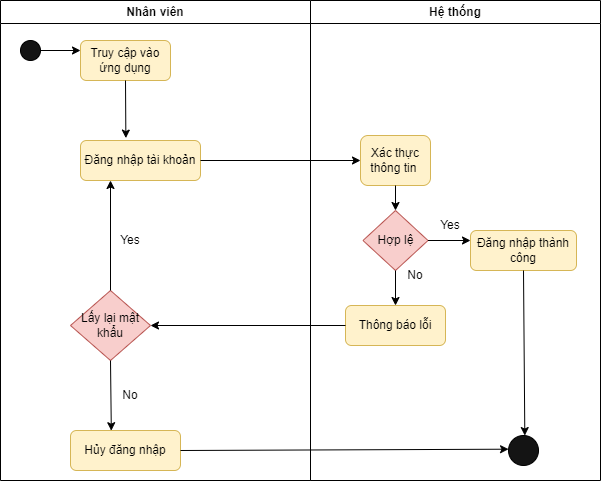 Nhân viên
Hệ thống
Truy cập vào
ứng dụng
Đăng nhập tài khoản
Xác thực
thông tin
Hợp lệ
Yes
Đăng nhập thành
công
No
Thông báo lỗi
Yes
Lấy lại mật
khẩu
No
Hủy đăng nhập